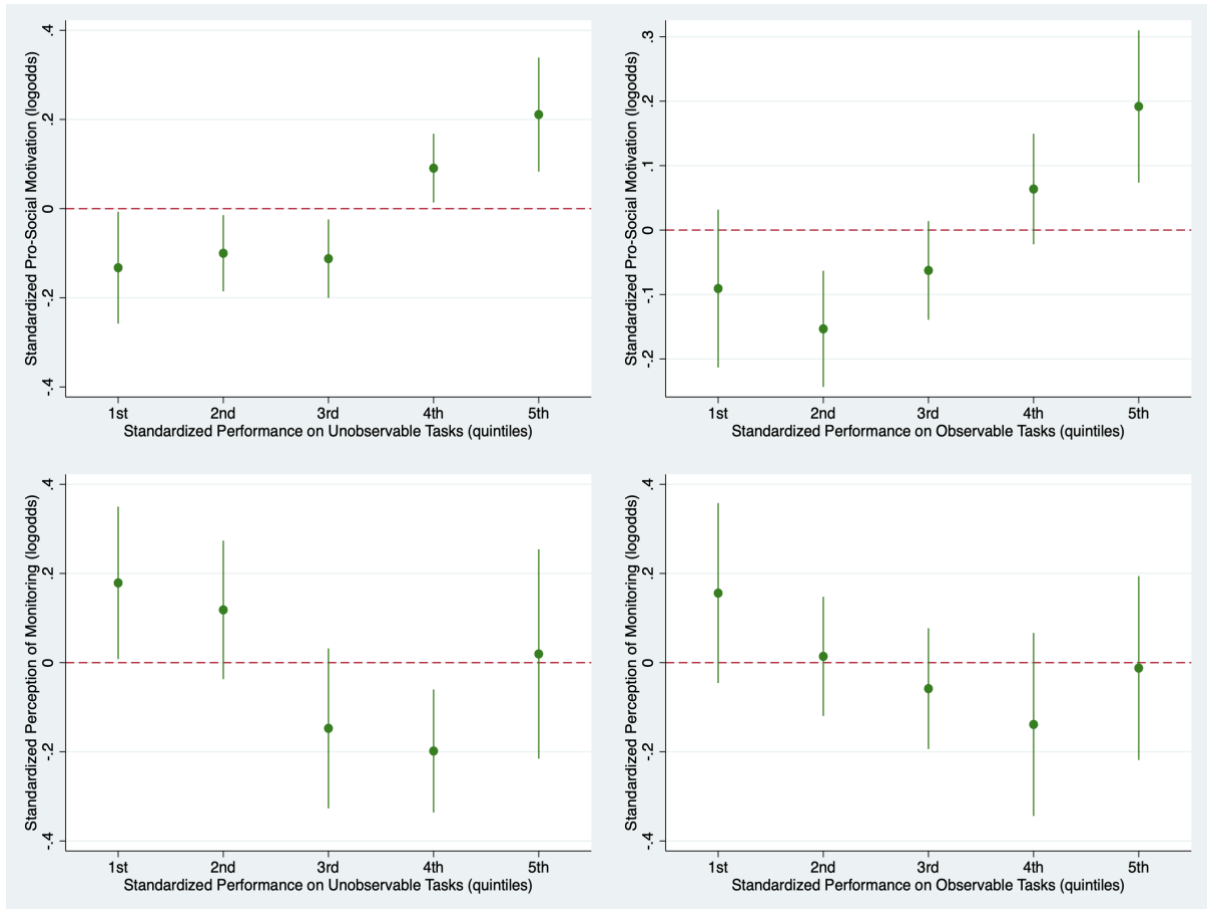 Standardized Pro-Social Motivation (logodds)
.4
.2
0
-.2
-.4
1st 2nd 3rd 4th 5th
Standardized Performance on Unobservable Tasks (quintiles)
Standardized Pro-Social Motivation (logodds)
.3
.2
.1
0
-.1
-.2
1st 2nd 3rd 4th 5th
Standardized Performance on Observable Tasks (quintiles)
Standardized Perception of Monitoring (logodds)
.4
.2
0
-.2
-.4
1st 2nd 3rd 4th 5th
Standardized Performance on Unobservable Tasks (quintiles)
Standardized Perception of Monitoring (logodds)
.4
.2
0
-.2
-.4
1st 2nd 3rd 4th 5th
Standardized Performance on Observable Tasks (quintiles)